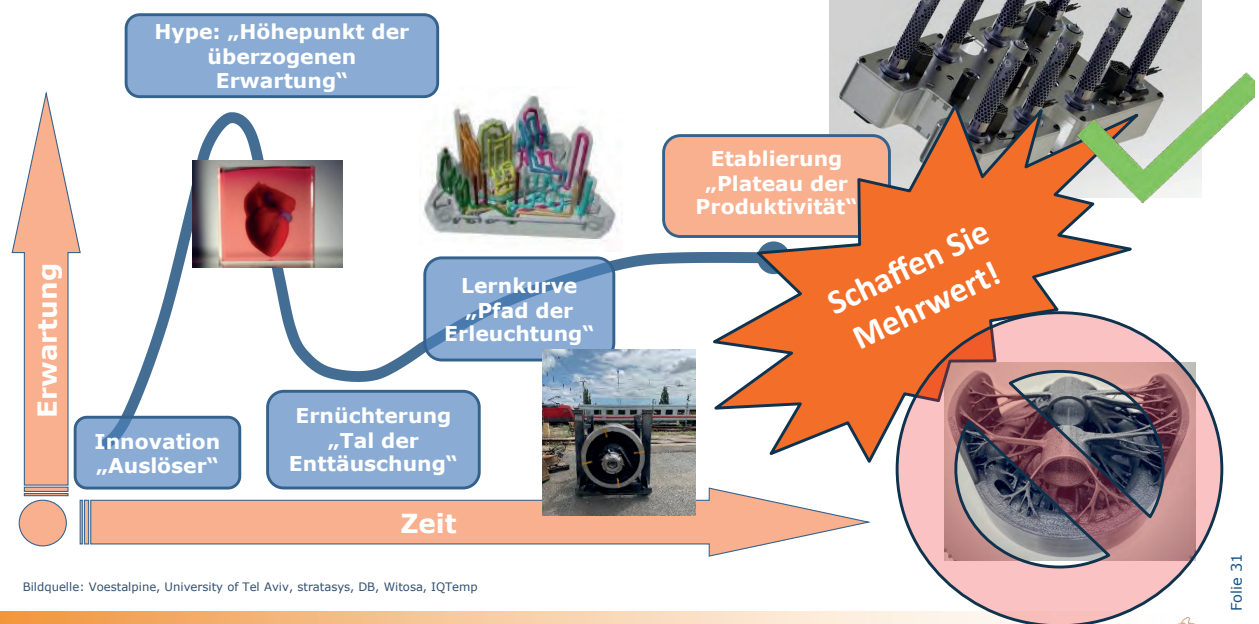 Hype: „Höhepunkt der
überzogenen
Erwartung“
Etablierung
„Plateau der
Produktivität“
Schaffen Sie
Mehrwert!
Lernkurve
„Pfad der
Erleuchtung“
Erwartung
Innovation
„Auslöser“
Ernüchterung
„Tal der
Enttäuschung“
Zeit
Bildquelle: Voestalpine, University of Tel Aviv, stratasys, DB, Witosa, IQTemp
Folie 31